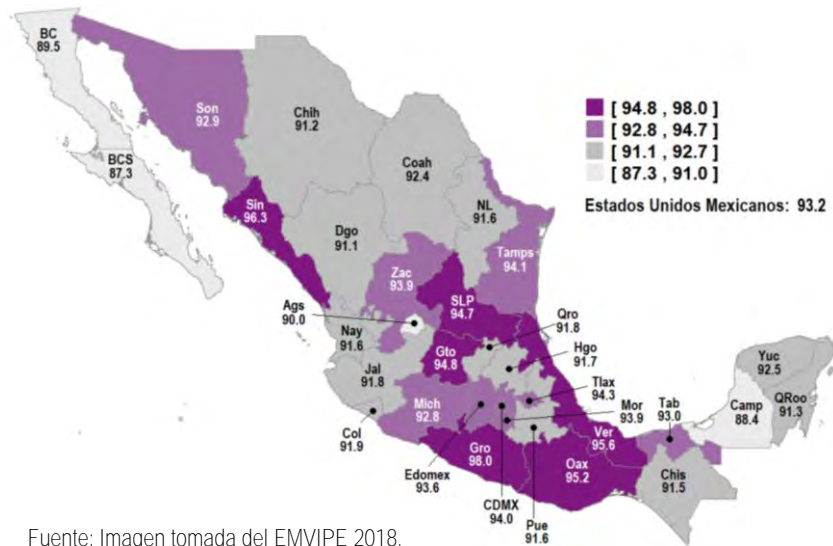 BC
89.5
Son
92.9
Chih
91.2
[ 94.8 , 98.0 ]
[ 92.8 , 94.7 ]
[ 91.1 , 92.7 ]
[ 87.3 , 91.0 ]
Estados Unidos Mexicanos: 93.2
BCS
87.3
Coah
92.4
Sin
96.3
NL
91.6
Dgo
91.1
Tamps
94.1
Zac
93.9
SLP
94.7
Ags
90.0
Qro
91.8
Nay
91.6
Hgo
91.7
Gto
94.8
Jal
91.8
Yuc
92.5
Tlax
94.3
QRoo
91.3
Mich
92.8
Mor
93.9
Tab
93.0
Camp
88.4
Col
91.9
Ver
95.6
Gro
98.0
Edomex
93.6
Oax
95.2
Chis
91.5
CDMX
94.0
Pue
91.6
Fuente: Imagen tomada del EMVIPE 2018.